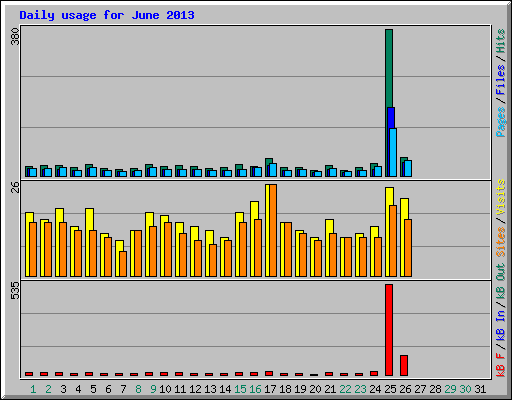 Daily usage for June 2013
380
Pages / Files / Hits
26
Sites / Visits
535
kB F / kB In / kB Out
1 2 3 4 5 6 7 8 9 10 11 12 13 14 15 16 17 18 19 20 21 22 23 24 25 26 27 28 29 30 31